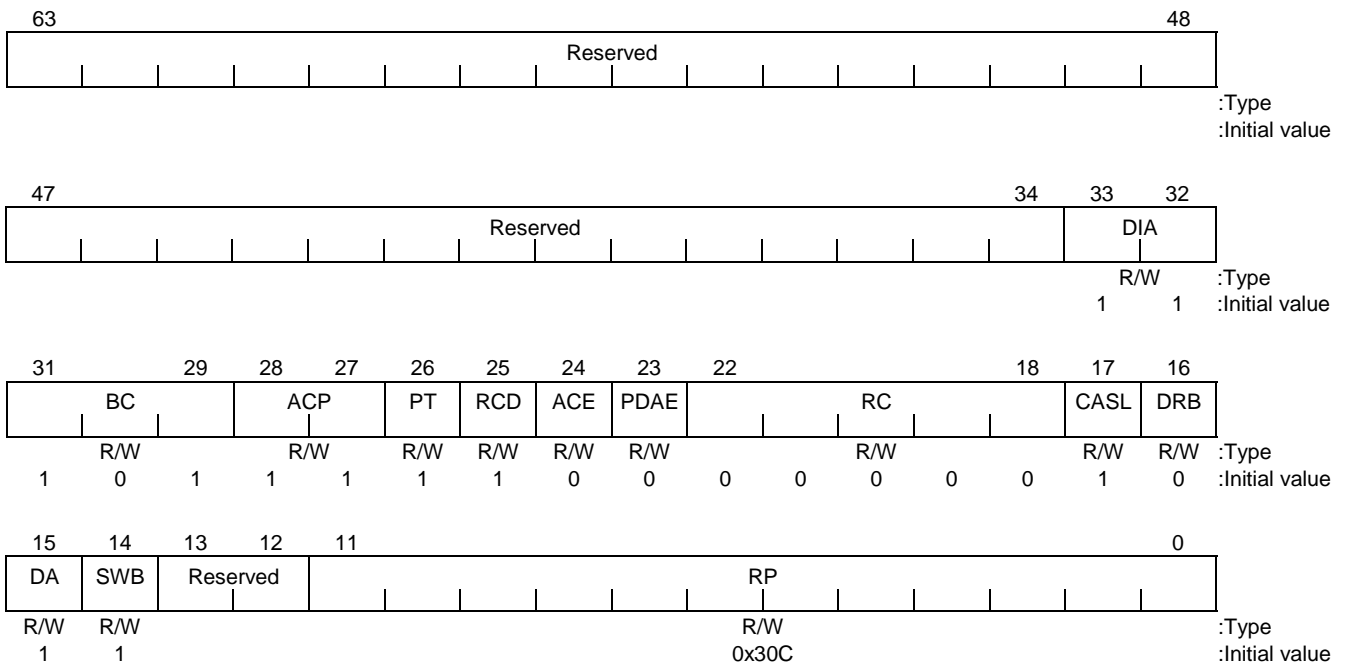 63 48
Reserved
:Type
:Initial value
47 34 33 32
Reserved DIA
R/W :Type
1 1 :Initial value
31 29 28 27 26 25 24 23 22 18 17 16
BC ACP PT RCD ACE PDAE RC CASL DRB
R/W R/W R/W R/W R/W R/W R/W R/W R/W :Type
1 0 1 1 1 1 1 0 0 0 0 0 0 0 1 0 :Initial value
15 14 13 12 11 0
DA SWB Reserved RP
R/W R/W R/W :Type
1 1 0x30C :Initial value